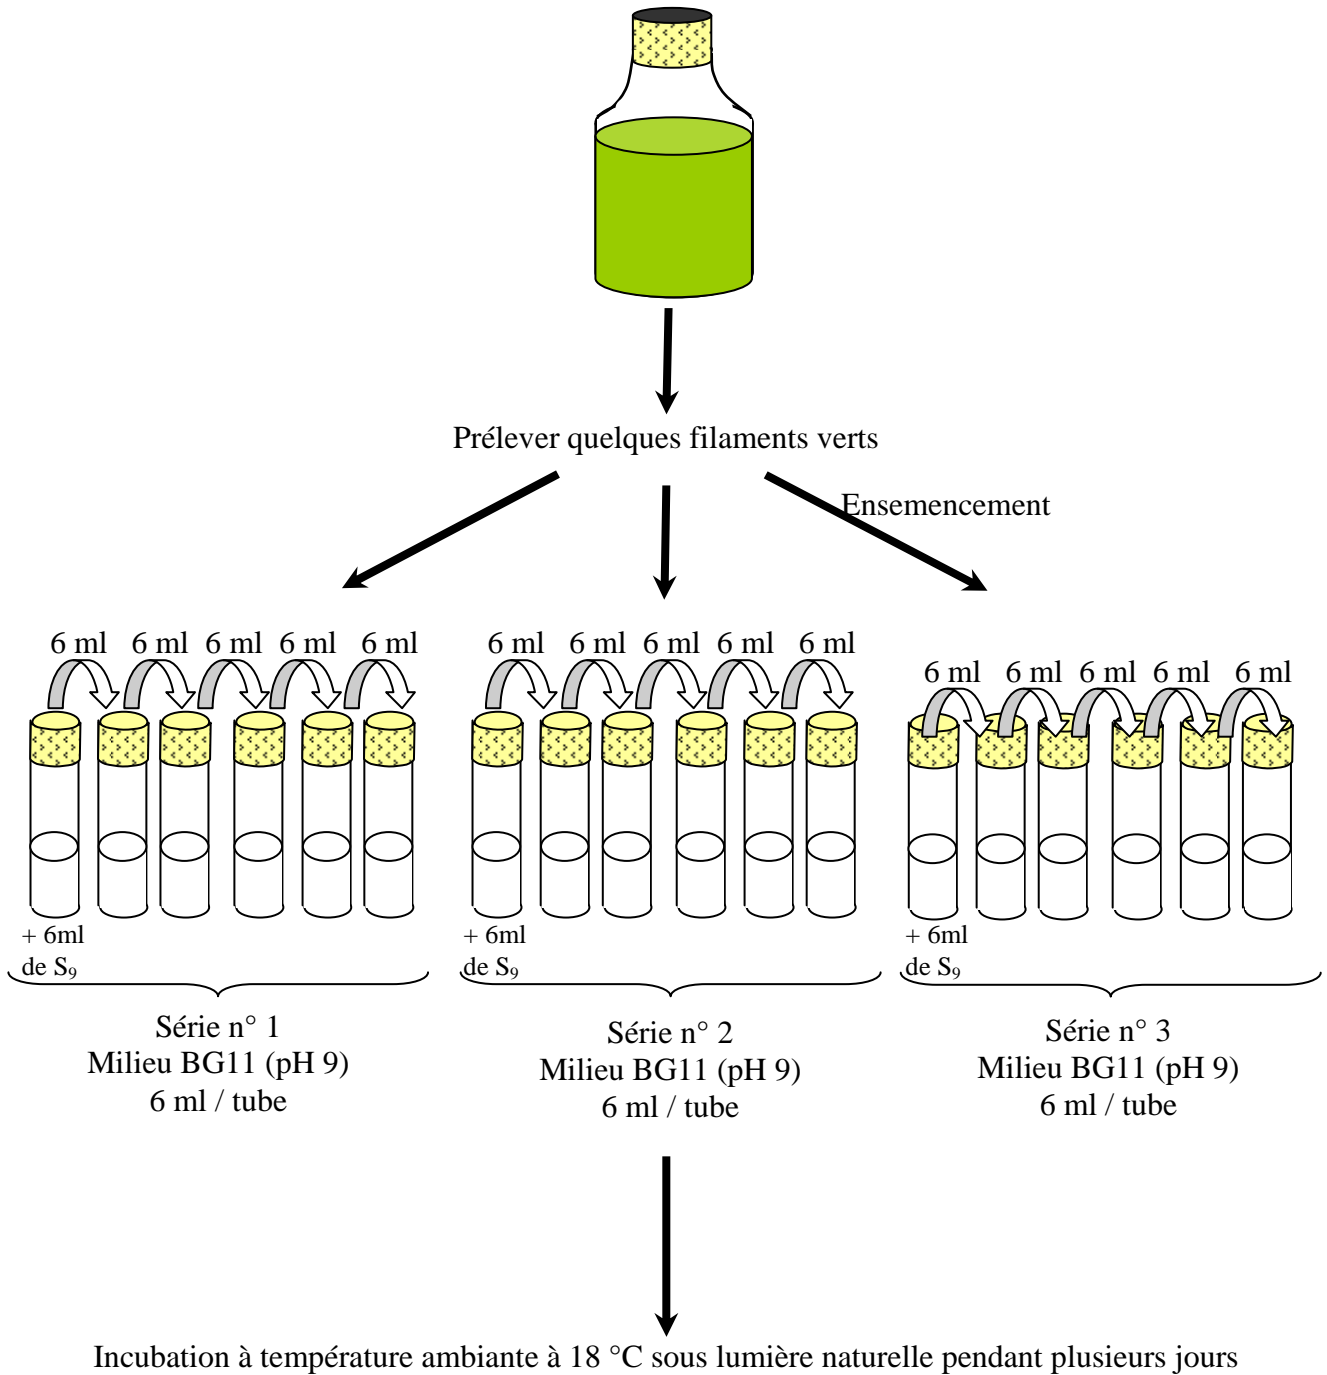 Prélever quelques filaments verts
Ensemencement
6 ml 6 ml 6 ml 6 ml 6 ml
6 ml 6 ml 6 ml 6 ml 6 ml
6 ml 6 ml 6 ml 6 ml 6 ml
+ 6ml
de S₉
+ 6ml
de S₉
+ 6ml
de S₉
Série n° 1
Milieu BG11 (pH 9)
6 ml / tube
Série n° 2
Milieu BG11 (pH 9)
6 ml / tube
Série n° 3
Milieu BG11 (pH 9)
6 ml / tube
Incubation à température ambiante à 18 °C sous lumière naturelle pendant plusieurs jours